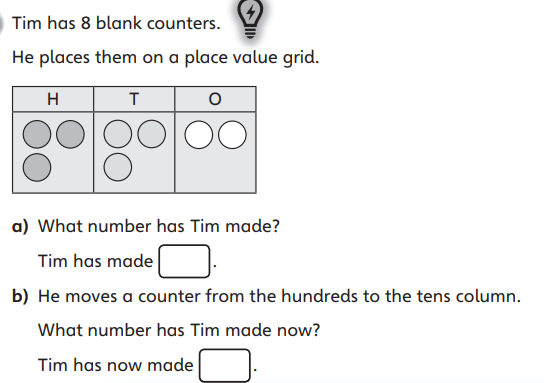 Tim has 8 blank counters.
He places them on a place value grid.
H T O
a) What number has Tim made?
Tim has made .
b) He moves a counter from the hundreds to the tens column.
What number has Tim made now?
Tim has now made .